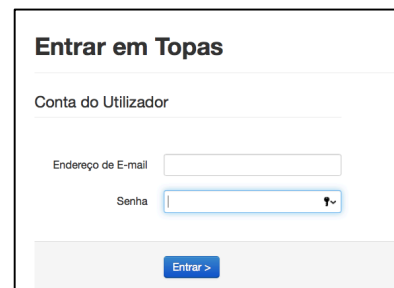 Entrar em Topas
Conta do Utilizador
Endereço de E-mail
Senha
Entrar >